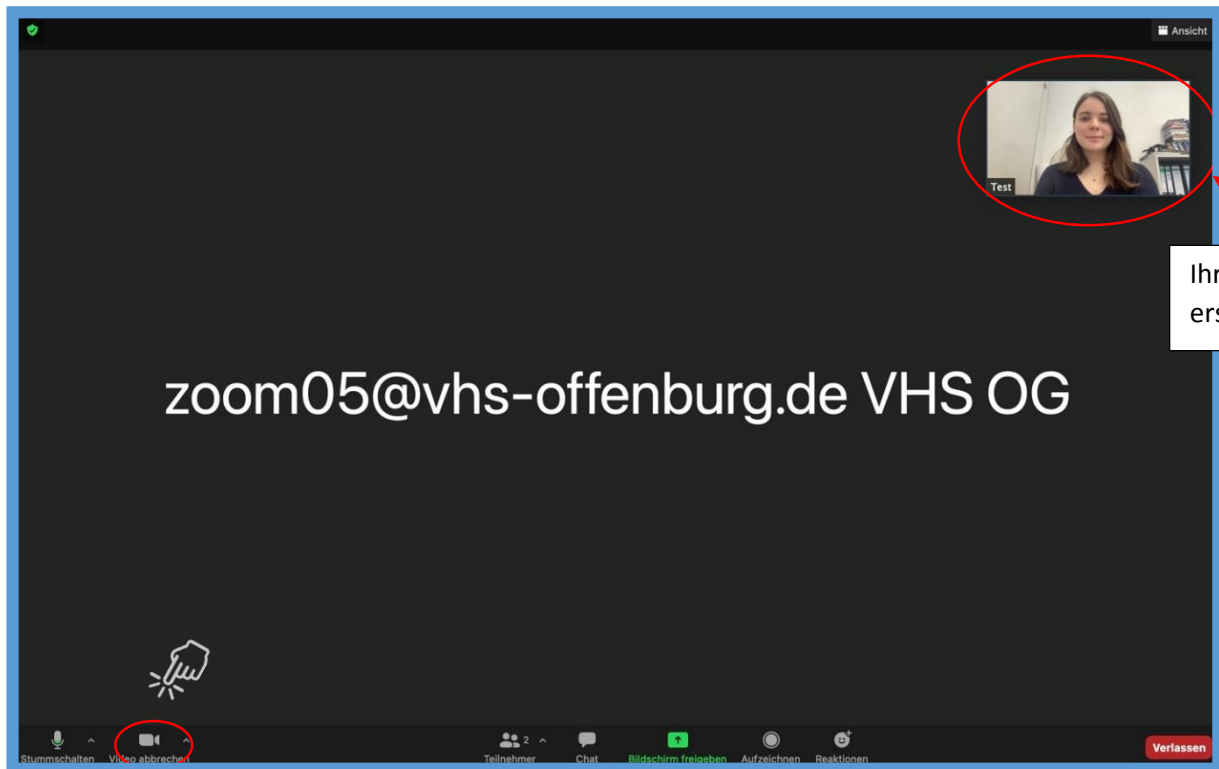 Ansicht
Test
Ihr
ers
zoom05@vhs-offenburg.de VHS OG
2
Stummschalten Video abbrechen Teilnehmer Chat Bildschirm freigeben Aufzeichnen Reaktionen Verlassen